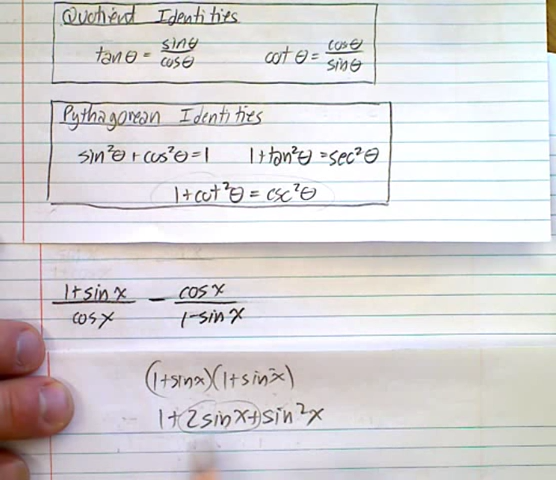 Quotient Identities
tanθ = sinθ/cosθ cot θ = cosθ/sinθ
Pythagorean Identities
sin²θ + cos²θ = 1 1 + tan²θ = sec²θ
1 + cot²θ = csc²θ
1+sin x/cos x − cos x/1-sin x
(1+sin x)(1+sin x)
1+2sin x+sin²x